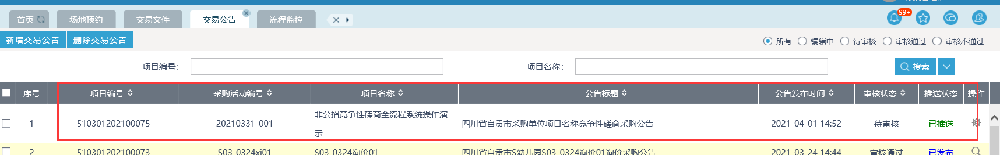 首页 场地预约 交易文件 交易公告 流程监控
99+
新增交易公告 删除交易公告
所有 编辑中 待审核 审核通过 审核不通过
项目编号： 项目名称： 搜索
序号 项目编号 采购活动编号 项目名称 公告标题 公告发布时间 审核状态 推送状态 操作
1 510301202100075 20210331-001 非公招竞争性磋商全流程系统操作演示 四川省自贡市采购单位项目名称竞争性磋商采购公告 2021-04-01 14:52 待审核 已推送
2 510301202100073 S03-0324xj01 S03-0324询价01 四川省自贡市S幼儿园S03-0324询价01询价采购公告 2021-03-24 14:44 审核通过 已发布